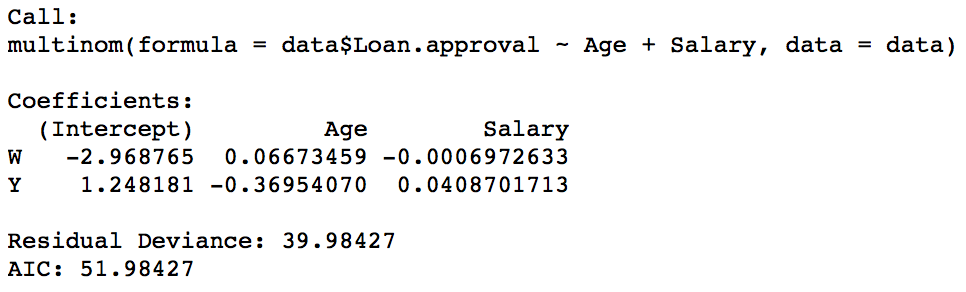 Call:
multinom(formula = data$Loan.approval ~ Age + Salary, data = data)
Coefficients:
(Intercept) Age Salary
W -2.968765 0.06673459 -0.0006972633
Y 1.248181 -0.36954070 0.0408701713
Residual Deviance: 39.98427
AIC: 51.98427